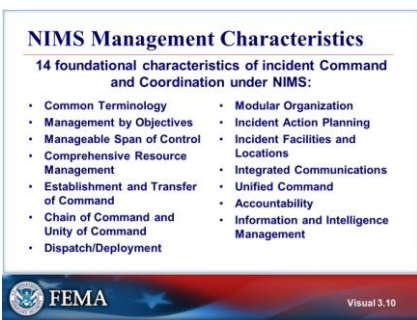 NIMS Management Characteristics
14 foundational characteristics of incident Command
and Coordination under NIMS:
• Common Terminology
• Management by Objectives
• Manageable Span of Control
• Comprehensive Resource
Management
• Establishment and Transfer
of Command
• Chain of Command and
Unity of Command
• Dispatch/Deployment
• Modular Organization
• Incident Action Planning
• Incident Facilities and
Locations
• Integrated Communications
• Unified Command
• Accountability
• Information and Intelligence
Management
FEMA
Visual 3.10